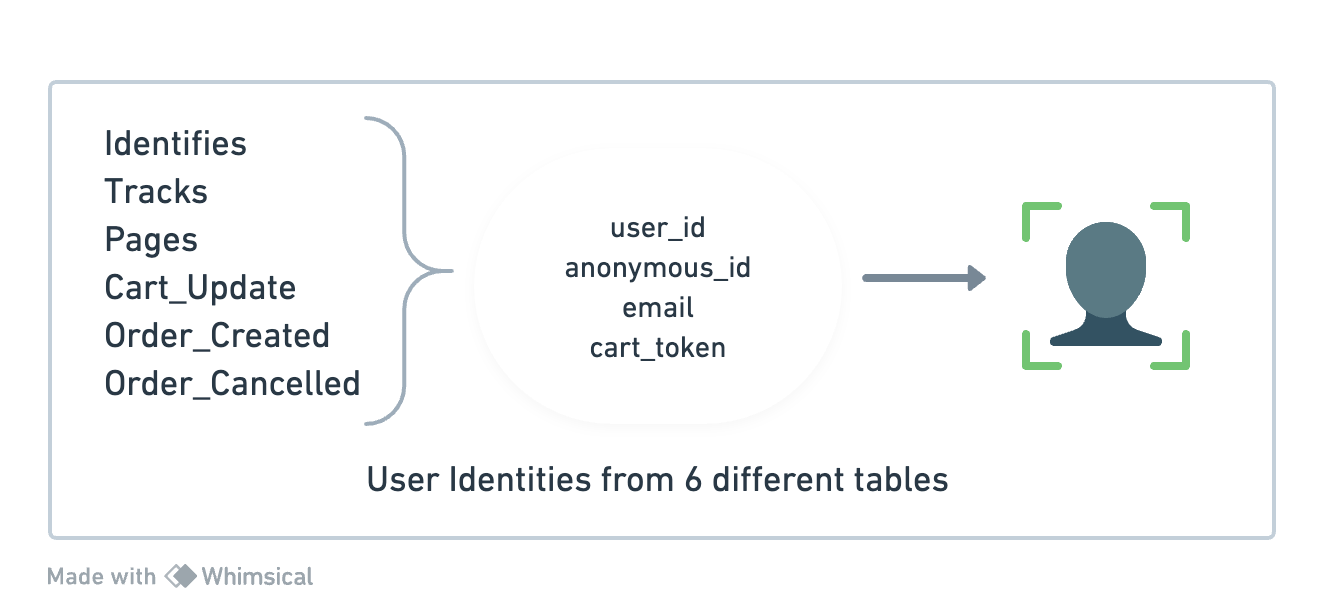 Identifies
Tracks
Pages
Cart_Update
Order_Created
Order_Cancelled
user_id
anonymous_id
email
cart_token
User Identities from 6 different tables
Made with Whimsical